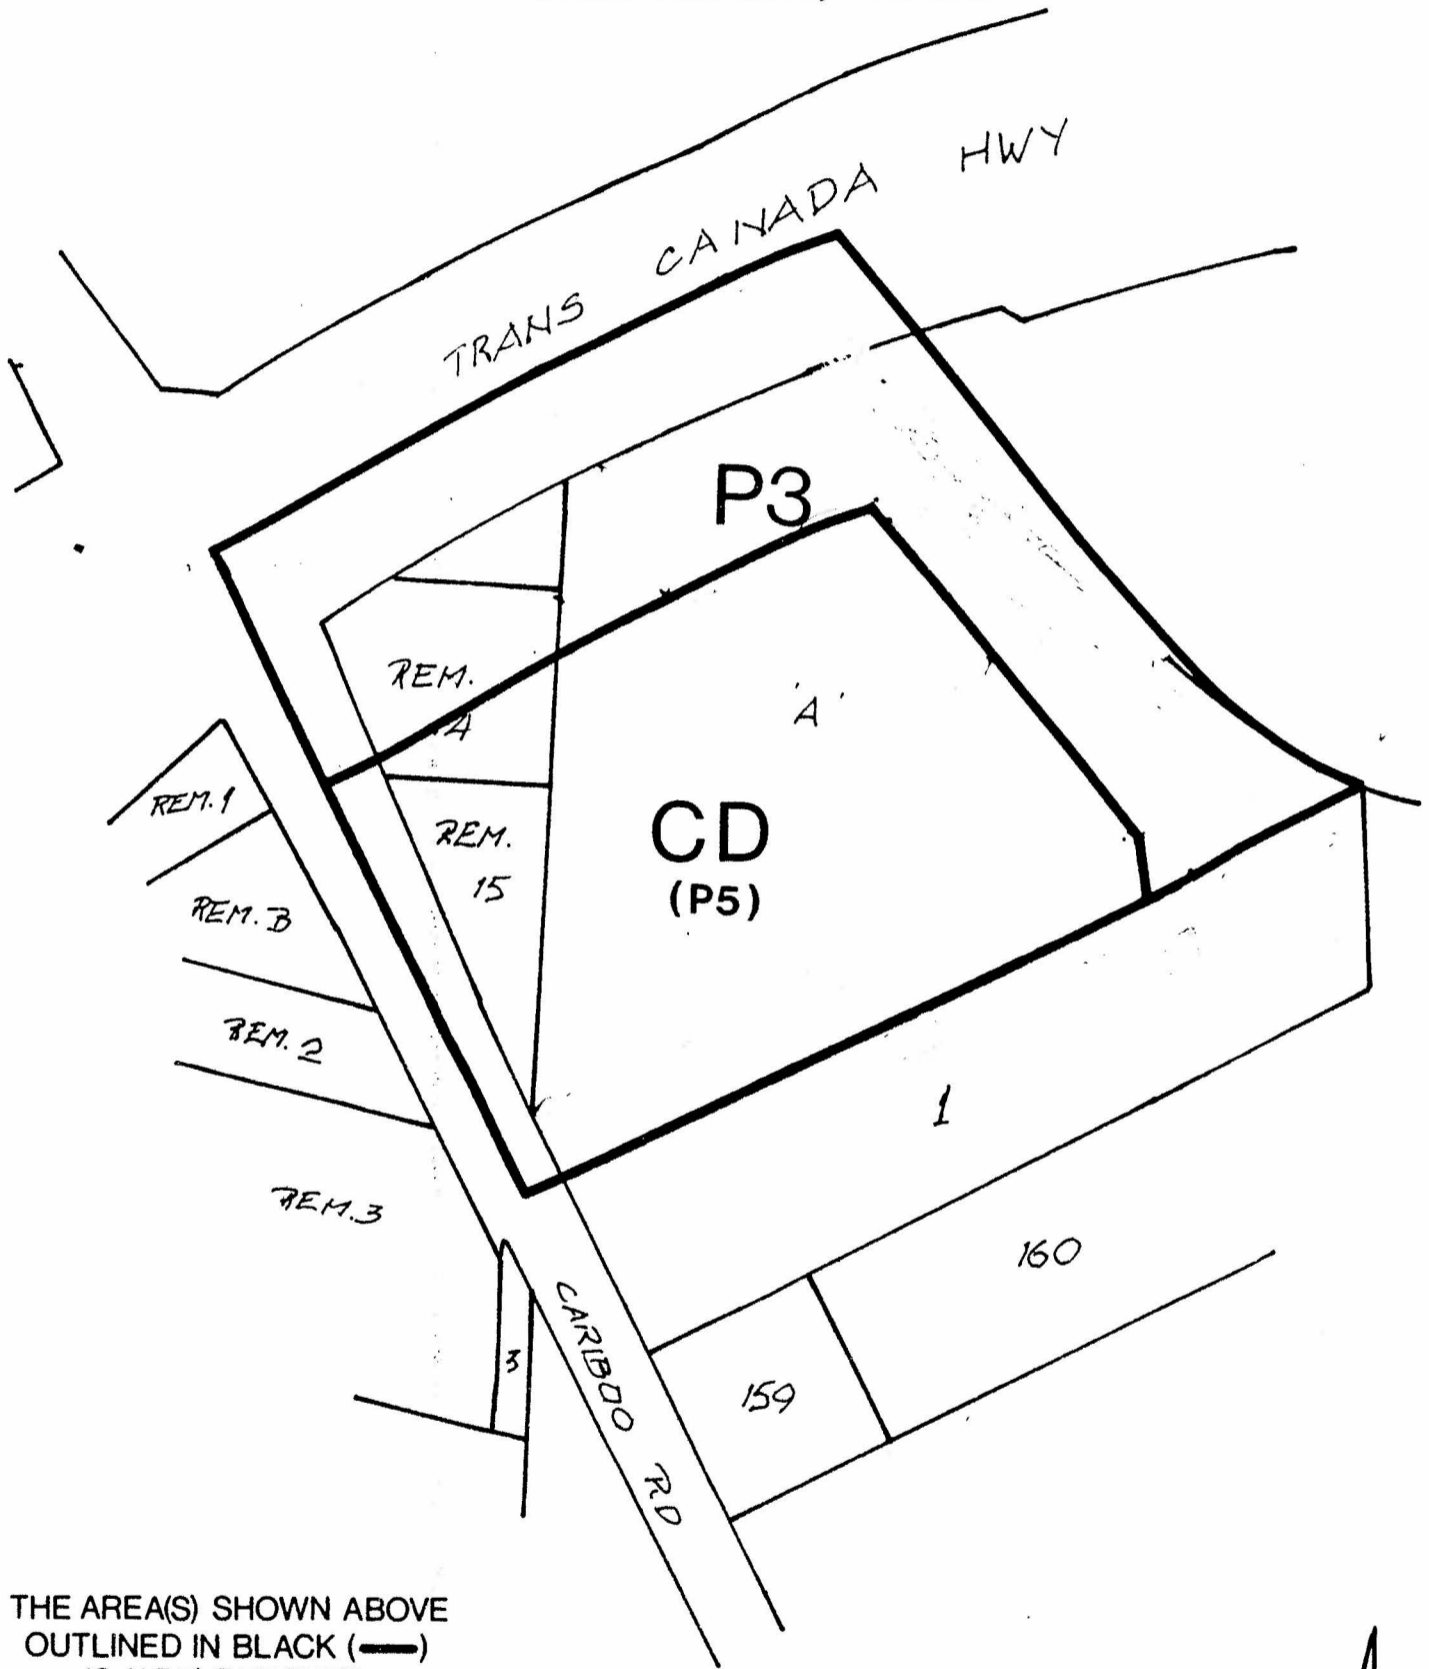 TRANS CANADA HWY
P3
REM.
4
'A'
REM. 1
REM.
15
CD
(P5)
REM. B
REM. 2
1
REM. 3
160
3
159
CARIBOO RD
THE AREA(S) SHOWN ABOVE
OUTLINED IN BLACK (—)